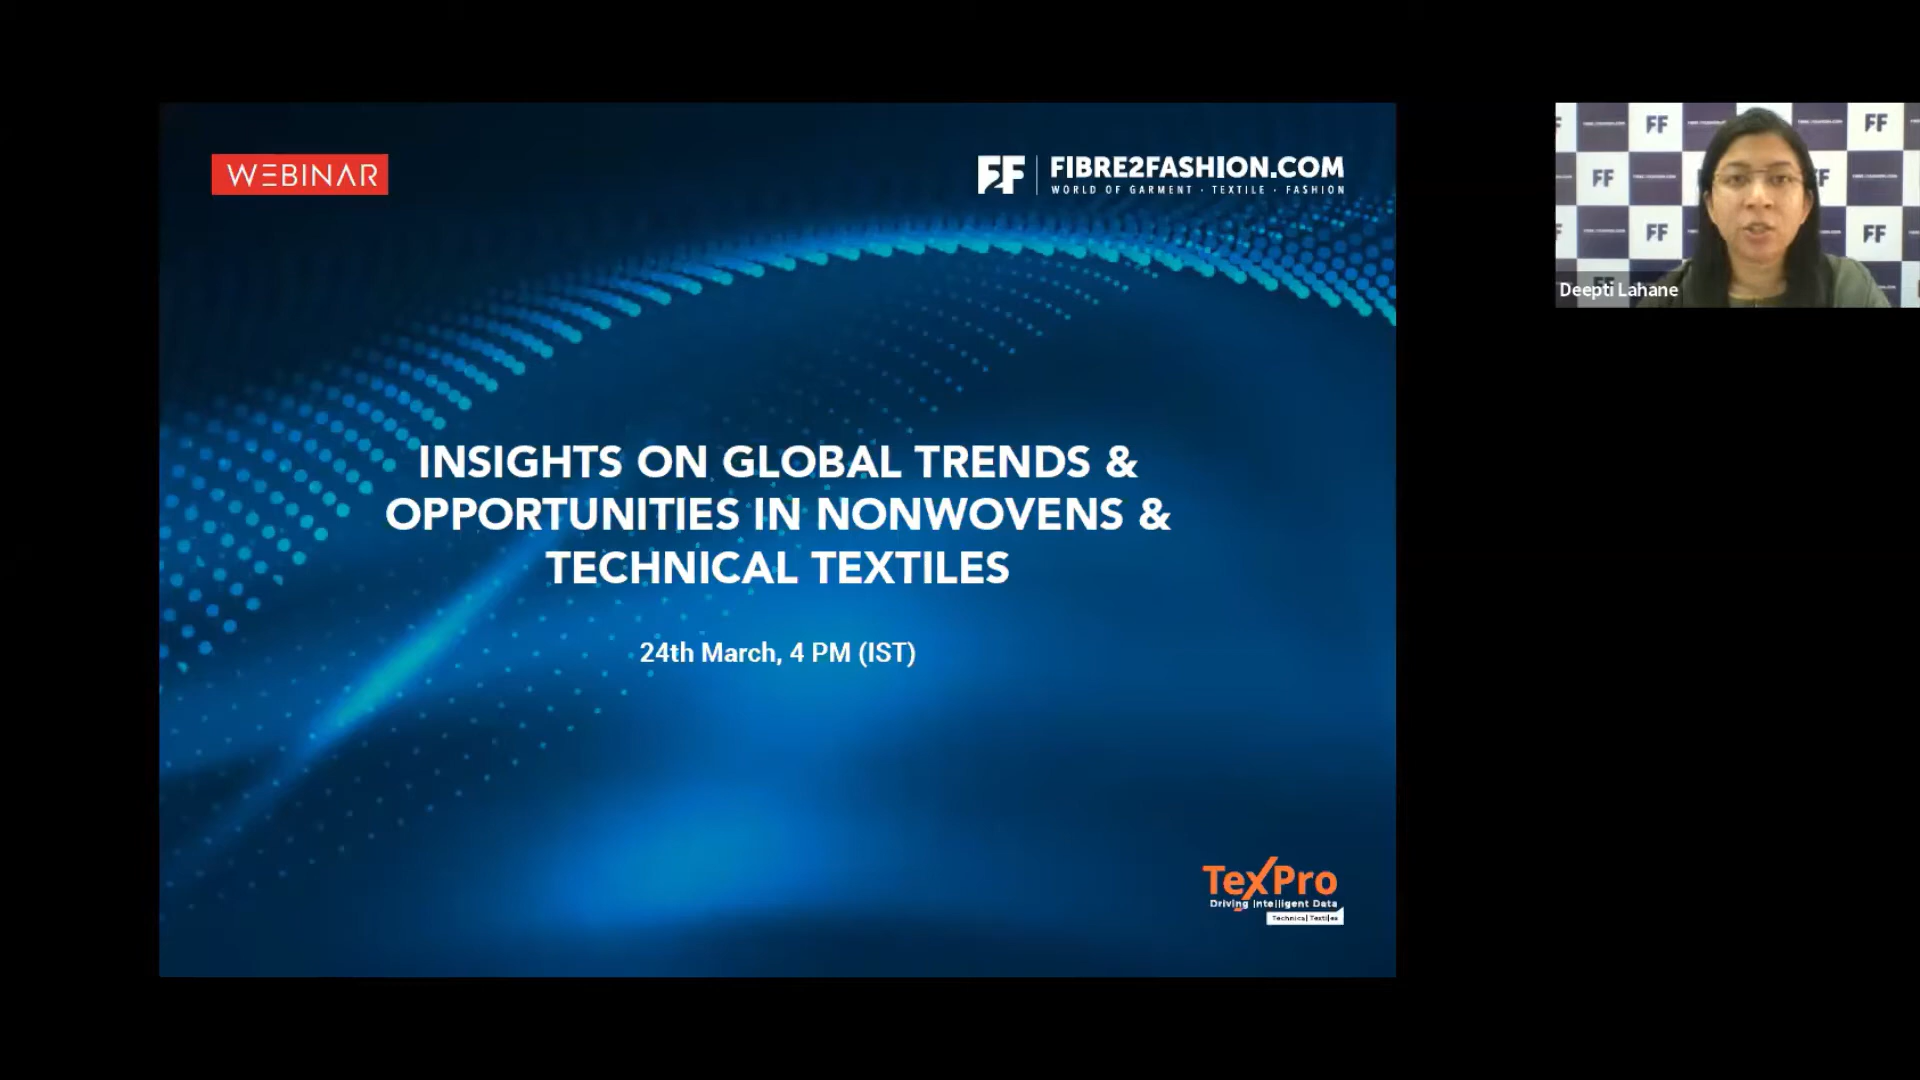 WEBINAR
FIBRE2FASHION.COM
WORLD OF GARMENT · TEXTILE · FASHION
INSIGHTS ON GLOBAL TRENDS &
OPPORTUNITIES IN NONWOVENS &
TECHNICAL TEXTILES
24th March, 4 PM (IST)
TexPro
Driving Intelligent Data
Technical Textiles
FF
FF
FF
FF
FF
Deepti Lahane